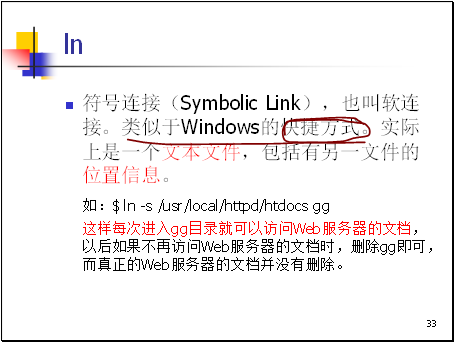 ln
符号连接（Symbolic Link），也叫软连
接。类似于Windows的快捷方式。实际
上是一个文本文件，包括有另一文件的
位置信息。
如：$ln -s /usr/local/httpd/htdocs gg
这样每次进入gg目录就可以访问Web服务器的文档，
以后如果不再访问Web服务器的文档时，删除gg即可，
而真正的Web服务器的文档并没有删除。
33